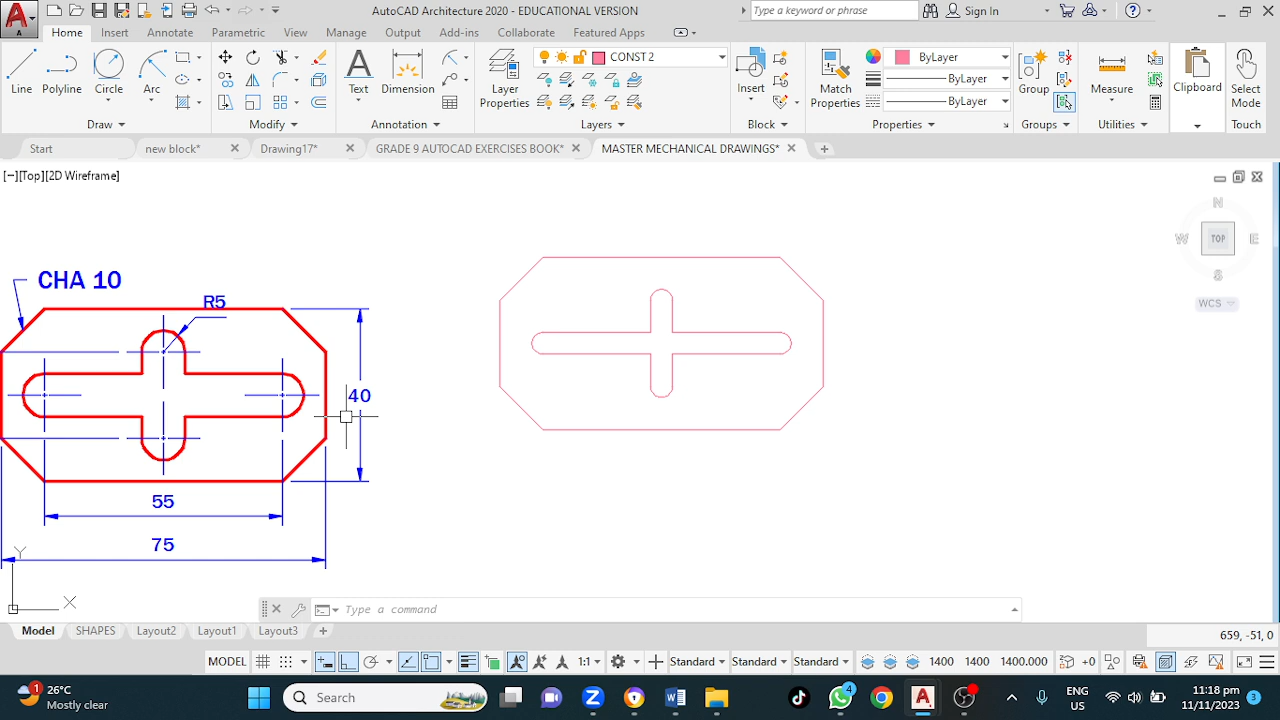 AutoCAD Architecture 2020 - EDUCATIONAL VERSION
Type a keyword or phrase
Sign In
A
Home
Insert
Annotate
Parametric
View
Manage
Output
Add-ins
Collaborate
Featured Apps
Line
Polyline
Circle
Arc
Draw
Modify
Text
Dimension
Annotation
Layer
Properties
CONST 2
Layers
Insert
Block
Match
Properties
ByLayer
ByLayer
ByLayer
Properties
Group
Groups
Measure
Utilities
Clipboard
Select
Mode
Touch
Start
new block*
Drawing17*
GRADE 9 AUTOCAD EXERCISES BOOK*
MASTER MECHANICAL DRAWINGS*
[−][Top][2D Wireframe]
N
W
TOP
E
S
WCS
CHA 10
R5
40
55
75
Y
X
Type a command
Model
SHAPES
Layout2
Layout1
Layout3
659, -51, 0
MODEL
1:1
Standard
Standard
Standard
1400
1400
1400.000
+0
1
26°C
Mostly clear
Search
4
ENG
US
11:18 pm
11/11/2023
3